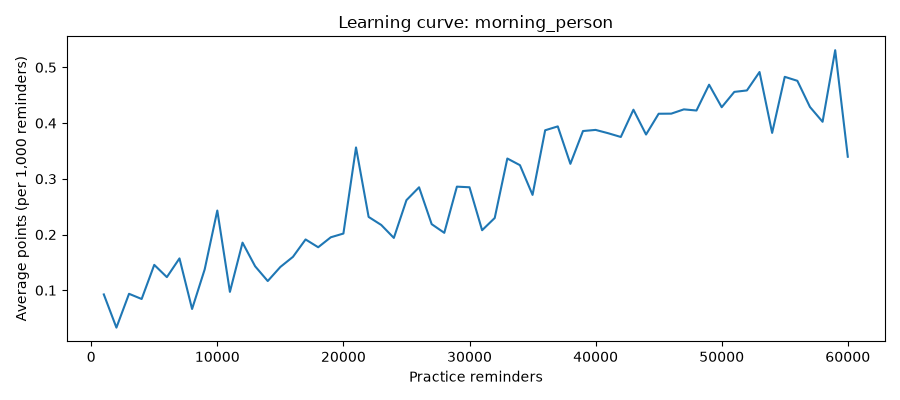 Learning curve: morning_person
Average points (per 1,000 reminders)
0.5
0.4
0.3
0.2
0.1
0 10000 20000 30000 40000 50000 60000
Practice reminders